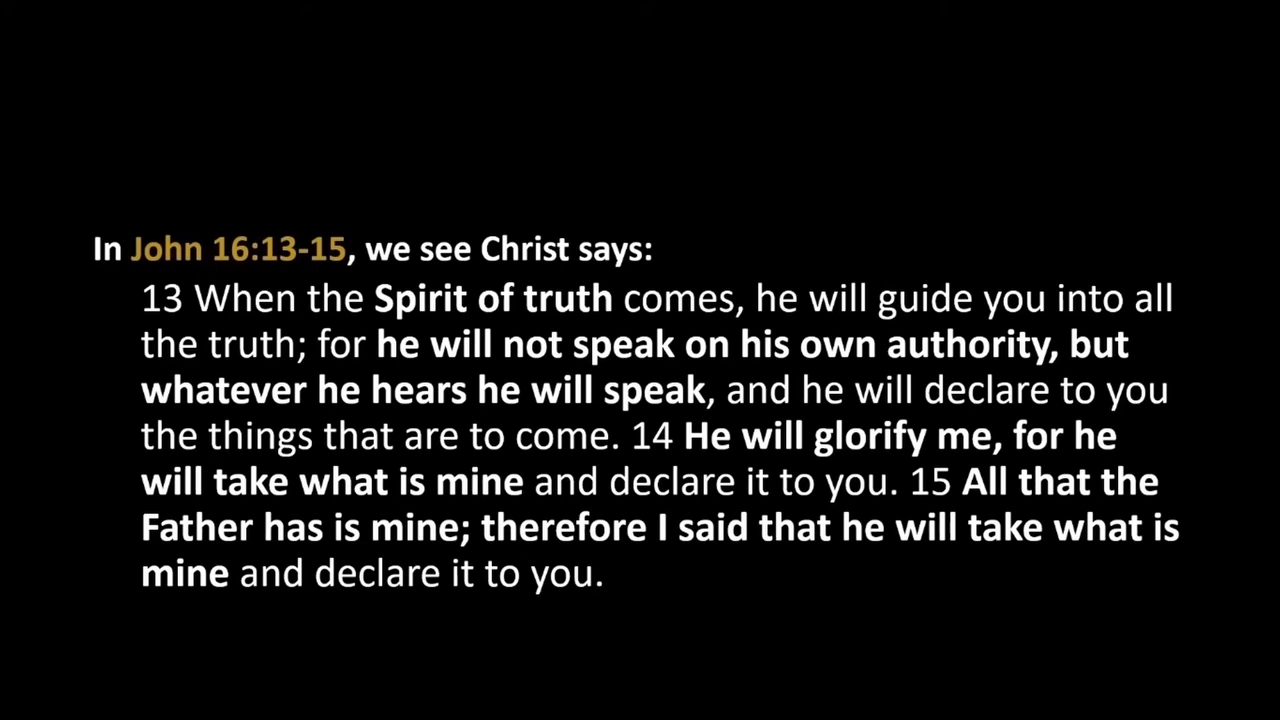 In John 16:13-15, we see Christ says:
13 When the Spirit of truth comes, he will guide you into all
the truth; for he will not speak on his own authority, but
whatever he hears he will speak, and he will declare to you
the things that are to come. 14 He will glorify me, for he
will take what is mine and declare it to you. 15 All that the
Father has is mine; therefore I said that he will take what is
mine and declare it to you.